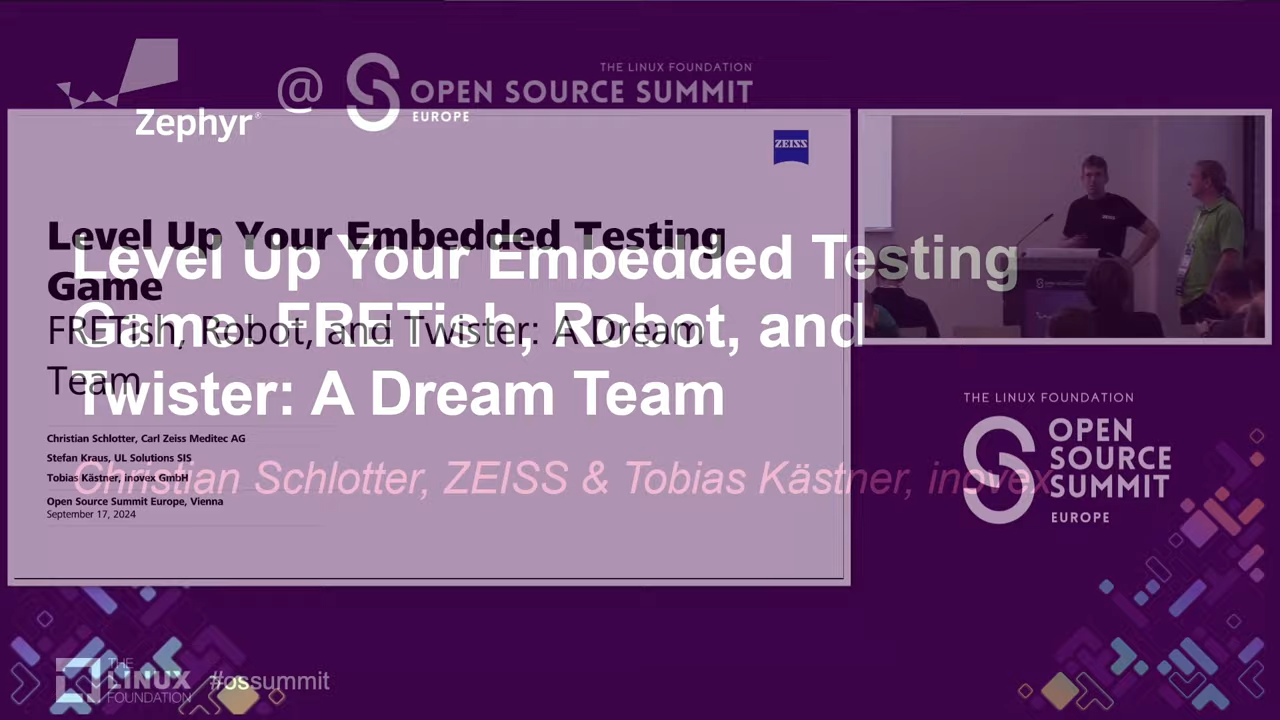 Zephyr®
@
THE LINUX FOUNDATION
OPEN SOURCE SUMMIT
EUROPE
ZEISS
Level Up Your Embedded Testing
Game
FRETish, Robot, and Twister: A Dream
Team
Christian Schlotter, Carl Zeiss Meditec AG
Stefan Kraus, UL Solutions SIS
Tobias Kästner, inovex GmbH
Open Source Summit Europe, Vienna
September 17, 2024
Level Up Your Embedded Testing
Game: FRETish, Robot, and
Twister: A Dream Team
Christian Schlotter, ZEISS & Tobias Kästner, inovex
THE LINUX FOUNDATION
OPEN
SOURCE
SUMMIT
EUROPE
THE
LINUX
FOUNDATION
#ossummit